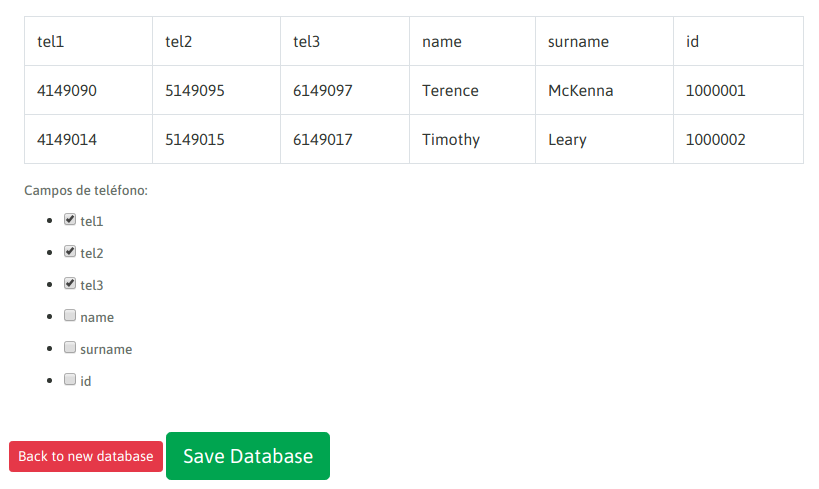 tel1 tel2 tel3 name surname id
4149090 5149095 6149097 Terence McKenna 1000001
4149014 5149015 6149017 Timothy Leary 1000002
Campos de teléfono:
tel1
tel2
tel3
name
surname
id
Back to new database Save Database